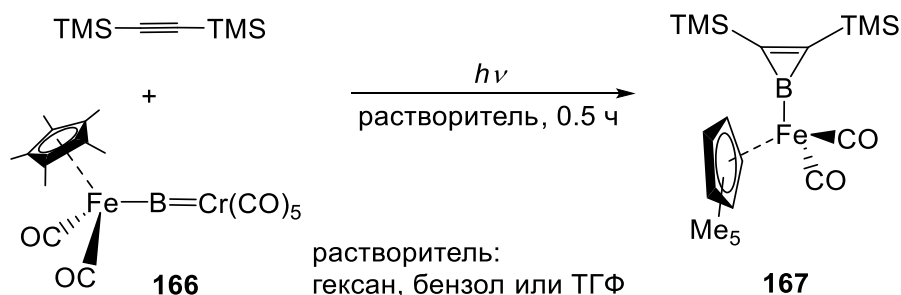 TMS TMS
+
Fe B Cr(CO)5
OC
OC
166
hν
растворитель, 0.5 ч
растворитель:
гексан, бензол или ТГФ
TMS TMS
B
Fe CO
CO
Me5
167